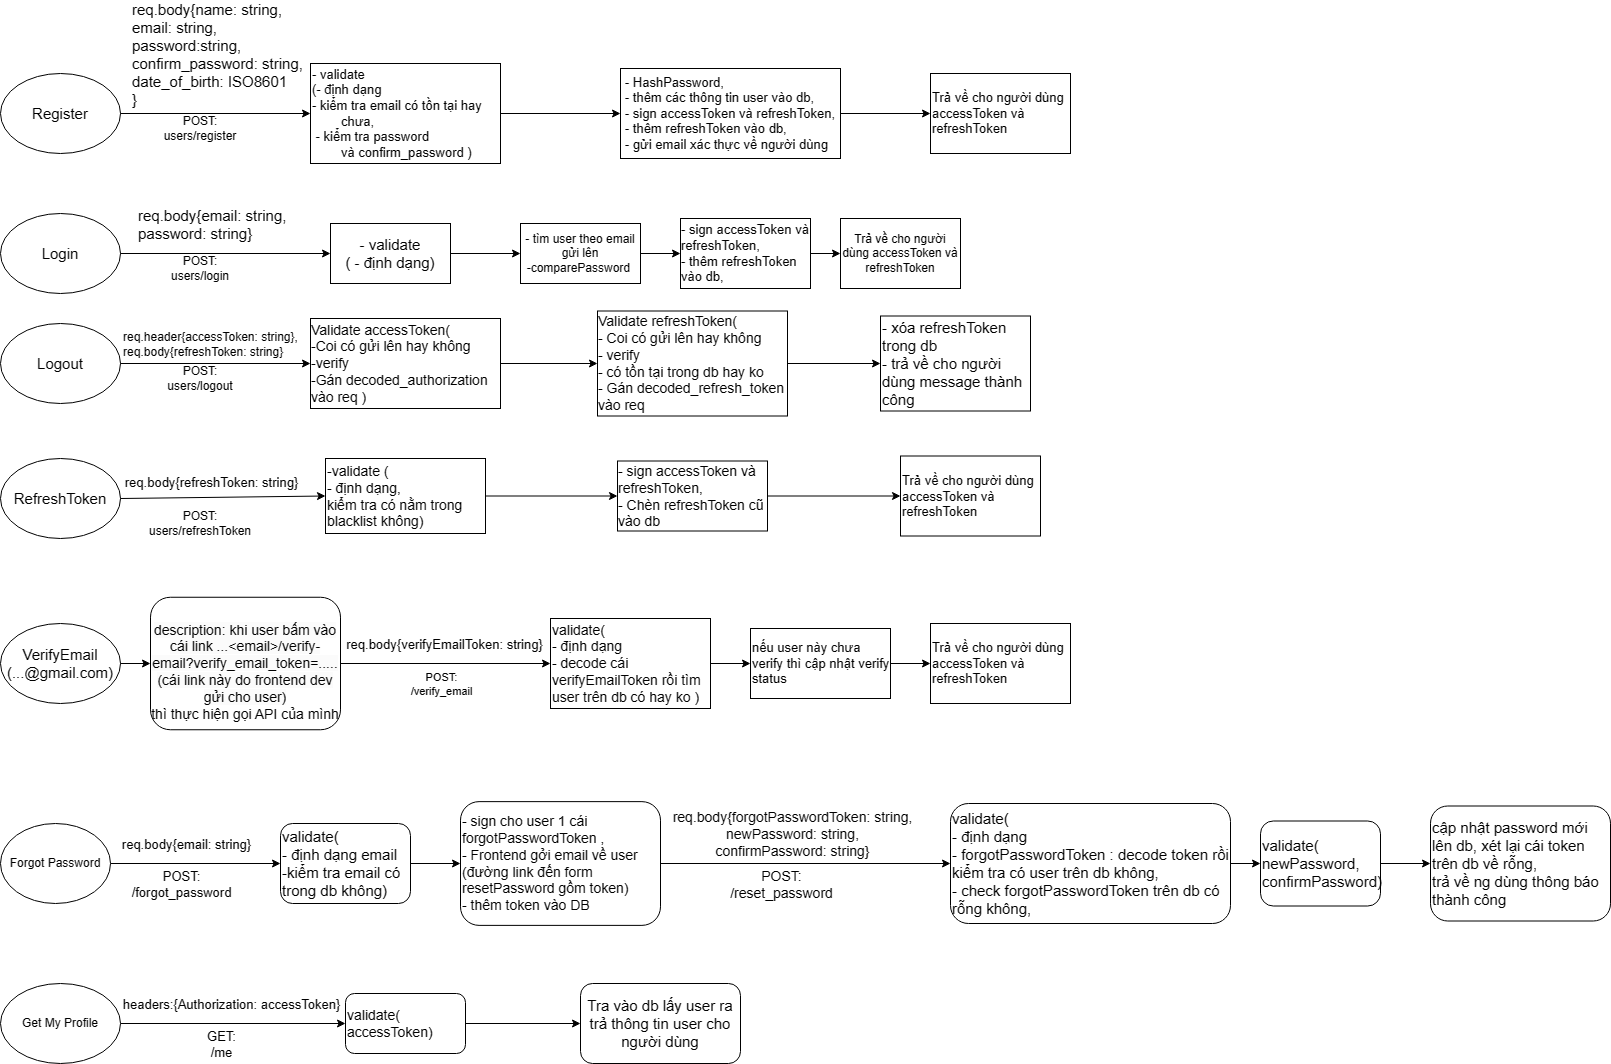 req.body{name: string,
email: string,
password:string,
confirm_password: string,
date_of_birth: ISO8601
}
Register
POST:
users/register
- validate
(- định dạng
- kiểm tra email có tồn tại hay
chưa,
- kiểm tra password
và confirm_password )
- HashPassword,
- thêm các thông tin user vào db,
- sign accessToken và refreshToken,
- thêm refreshToken vào db,
- gửi email xác thực về người dùng
Trả về cho người dùng
accessToken và
refreshToken
Login
req.body{email: string,
password: string}
POST:
users/login
- validate
( - định dạng)
- tìm user theo email
gửi lên
-comparePassword
- sign accessToken và
refreshToken,
- thêm refreshToken
vào db,
Trả về cho người
dùng accessToken và
refreshToken
Logout
req.header{accessToken: string},
req.body{refreshToken: string}
POST:
users/logout
Validate accessToken(
-Coi có gửi lên hay không
-verify
-Gán decoded_authorization
vào req )
Validate refreshToken(
- Coi có gửi lên hay không
- verify
- có tồn tại trong db hay ko
- Gán decoded_refresh_token
vào req
- xóa refreshToken
trong db
- trả về cho người
dùng message thành
công
RefreshToken
req.body{refreshToken: string}
POST:
users/refreshToken
-validate (
- định dạng,
kiểm tra có nằm trong
blacklist không)
- sign accessToken và
refreshToken,
- Chèn refreshToken cũ
vào db
Trả về cho người dùng
accessToken và
refreshToken
VerifyEmail
(...@gmail.com)
description: khi user bấm vào
cái link ...<email>/verify-
email?verify_email_token=.....
(cái link này do frontend dev
gửi cho user)
thì thực hiện gọi API của mình
req.body{verifyEmailToken: string}
POST:
/verify_email
validate(
- định dạng
- decode cái
verifyEmailToken rồi tìm
user trên db có hay ko )
nếu user này chưa
verify thì cập nhật verify
status
Trả về cho người dùng
accessToken và
refreshToken
Forgot Password
req.body{email: string}
POST:
/forgot_password
validate(
- định dạng email
-kiểm tra email có
trong db không)
- sign cho user 1 cái
forgotPasswordToken ,
- Frontend gởi email về user
(đường link đến form
resetPassword gồm token)
- thêm token vào DB
req.body{forgotPasswordToken: string,
newPassword: string,
confirmPassword: string}
POST:
/reset_password
validate(
- định dạng
- forgotPasswordToken : decode token rồi
kiểm tra có user trên db không,
- check forgotPasswordToken trên db có
rỗng không,
validate(
newPassword,
confirmPassword)
cập nhật password mới
lên db, xét lại cái token
trên db về rỗng,
trả về ng dùng thông báo
thành công
Get My Profile
headers:{Authorization: accessToken}
GET:
/me
validate(
accessToken)
Tra vào db lấy user ra
trả thông tin user cho
người dùng